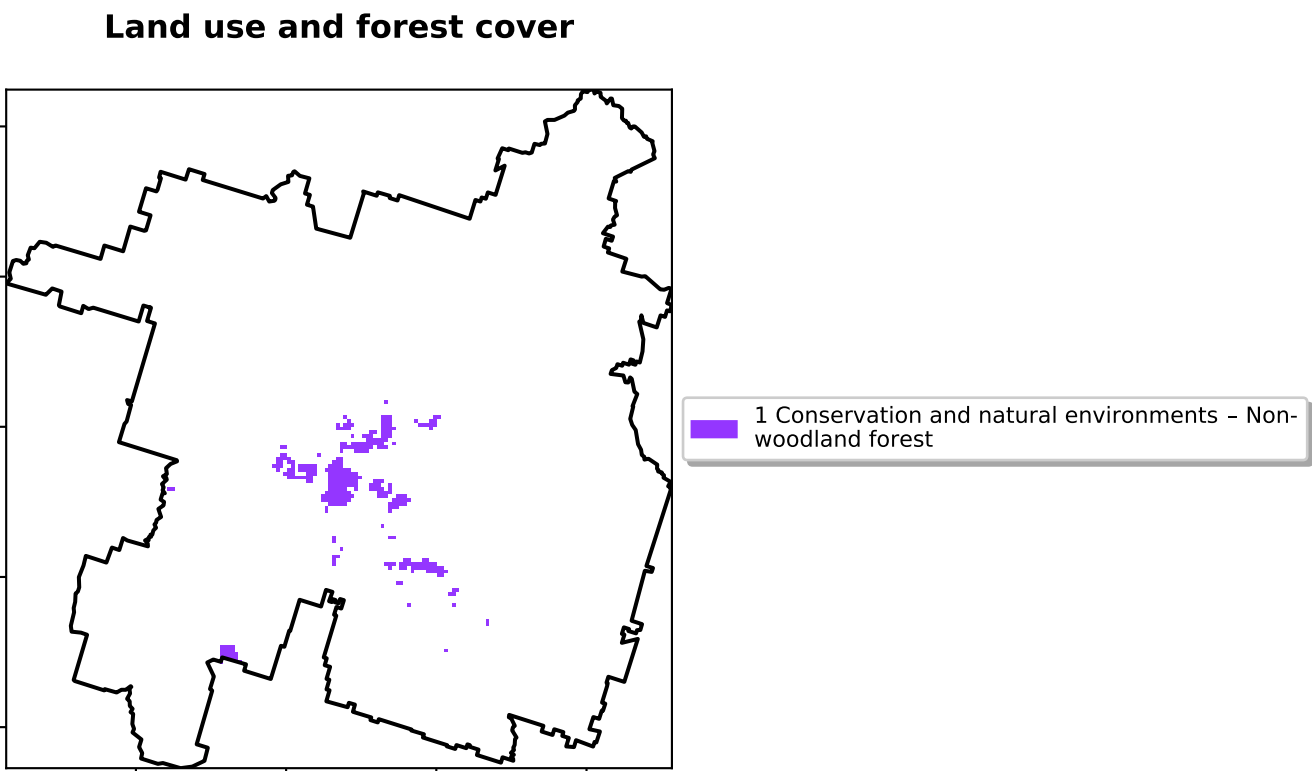 Land use and forest cover
1 Conservation and natural environments – Non-
woodland forest